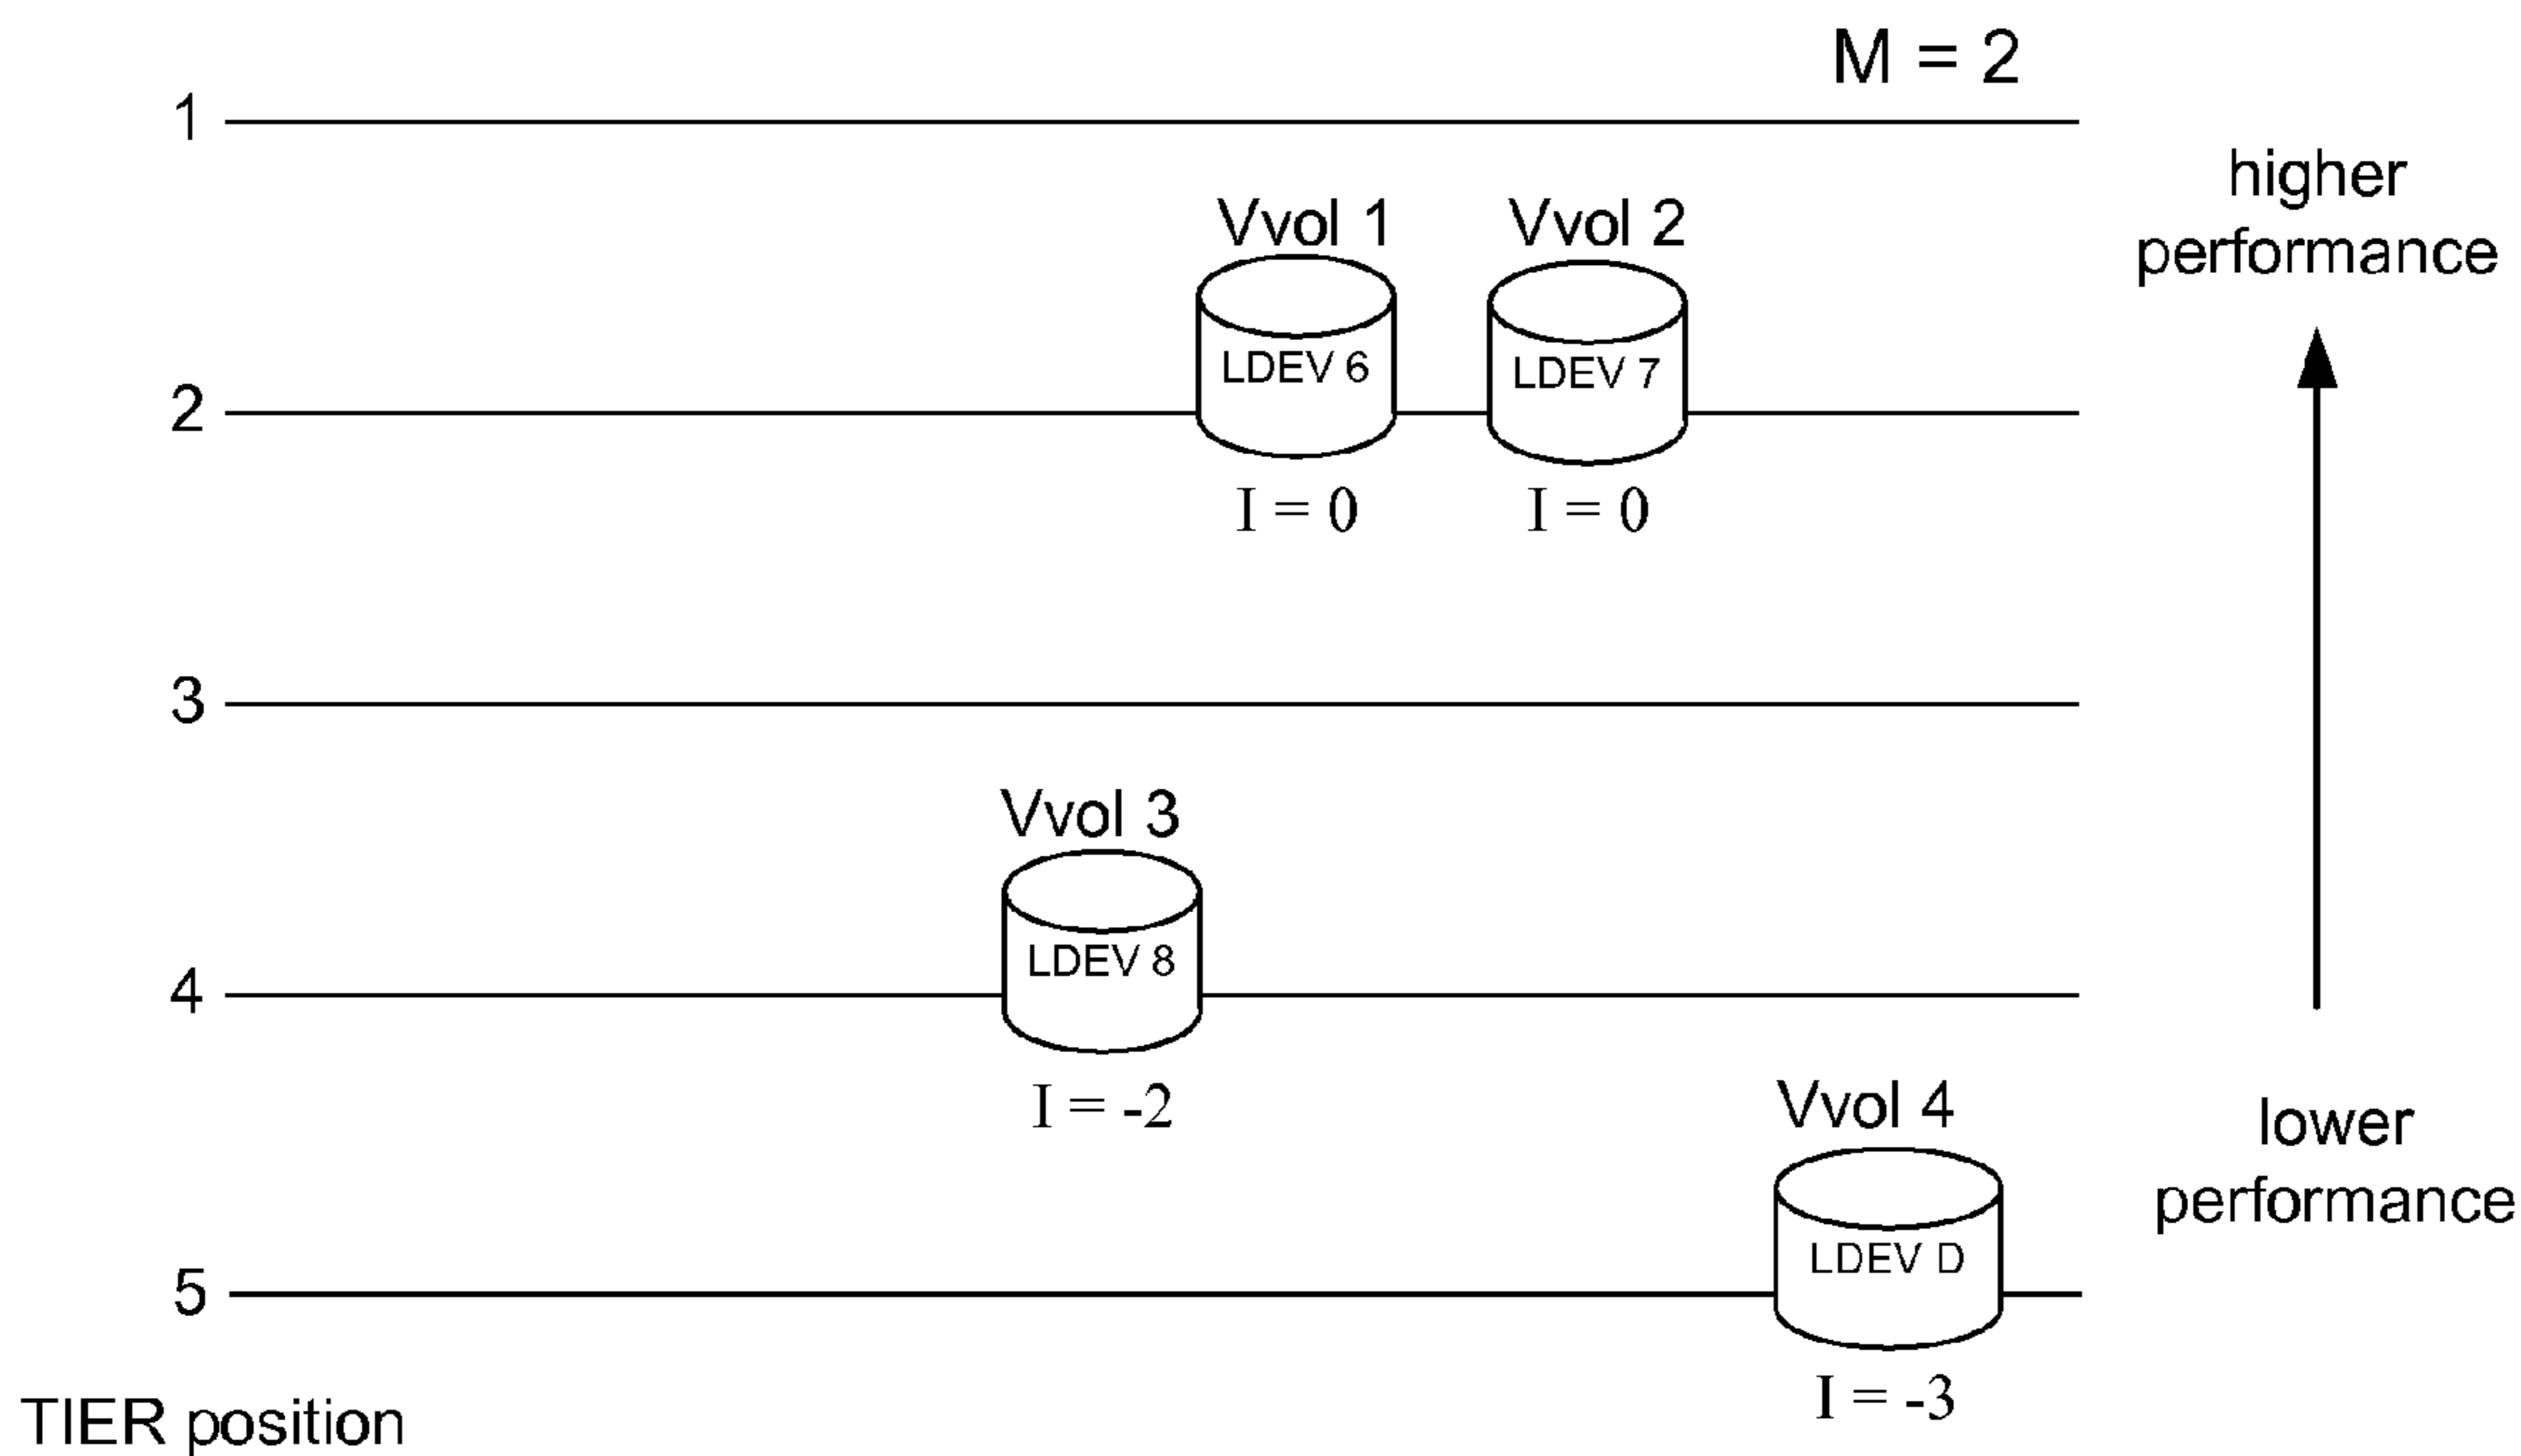 M = 2
1
higher
performance
Vvol 1 Vvol 2
LDEV 6 LDEV 7
2
I = 0 I = 0
3
Vvol 3
LDEV 8
4
I = -2
Vvol 4
lower
performance
LDEV D
5
I = -3
TIER position